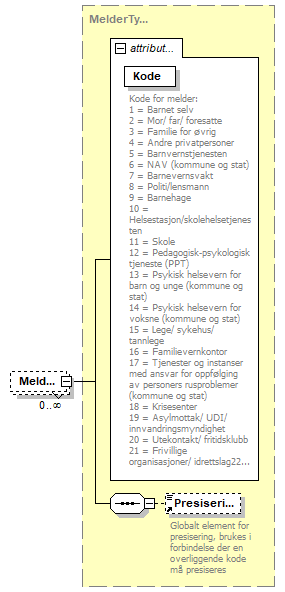 MelderTy...
attribut...
Kode
Kode for melder:
1 = Barnet selv
2 = Mor/ far/ foresatte
3 = Familie for øvrig
4 = Andre privatpersoner
5 = Barnvernstjenesten
6 = NAV (kommune og stat)
7 = Barnevernsvakt
8 = Politi/lensmann
9 = Barnehage
10 =
Helsestasjon/skolehelsetjenes
ten
11 = Skole
12 = Pedagogisk-psykologisk
tjeneste (PPT)
13 = Psykisk helsevern for
barn og unge (kommune og
stat)
14 = Psykisk helsevern for
voksne (kommune og stat)
15 = Lege/ sykehus/
tannlege
16 = Familievernkontor
17 = Tjenester og instanser
med ansvar for oppfølging
av personers rusproblemer
(kommune og stat)
18 = Krisesenter
19 = Asylmottak/ UDI/
innvandringsmyndighet
20 = Utekontakt/ fritidsklubb
21 = Frivillige
organisasjoner/ idrettslag22...
Meld...
0..∞
Presiseri...
Globalt element for
presisering, brukes i
forbindelse der en
overliggende kode
må presiseres